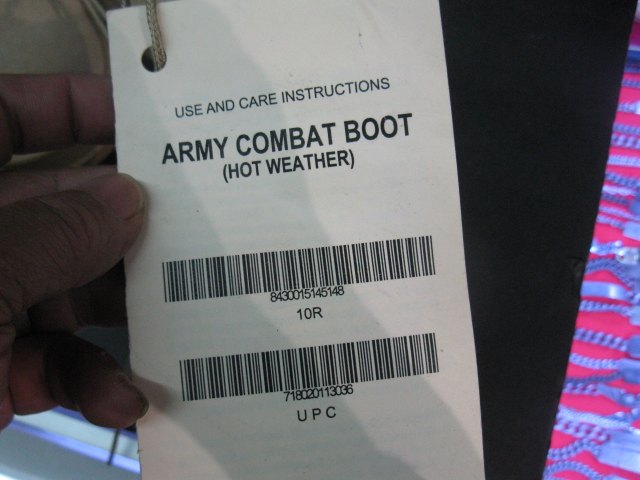 USE AND CARE INSTRUCTIONS
ARMY COMBAT BOOT
(HOT WEATHER)
8430015145148
10R
718020113036
UPC